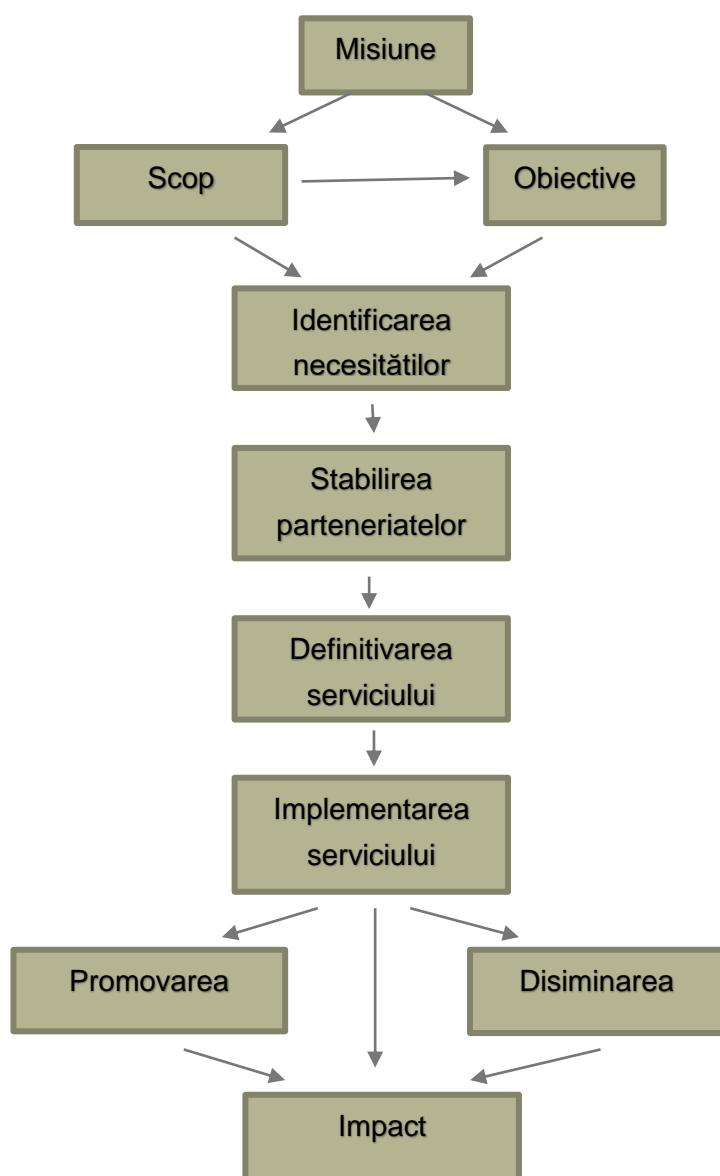 Misiune
Scop
Obiective
Identificarea
necesitătilor
Stabilirea
parteneriatelor
Definitivarea
serviciului
Implementarea
serviciului
Promovarea
Disiminarea
Impact